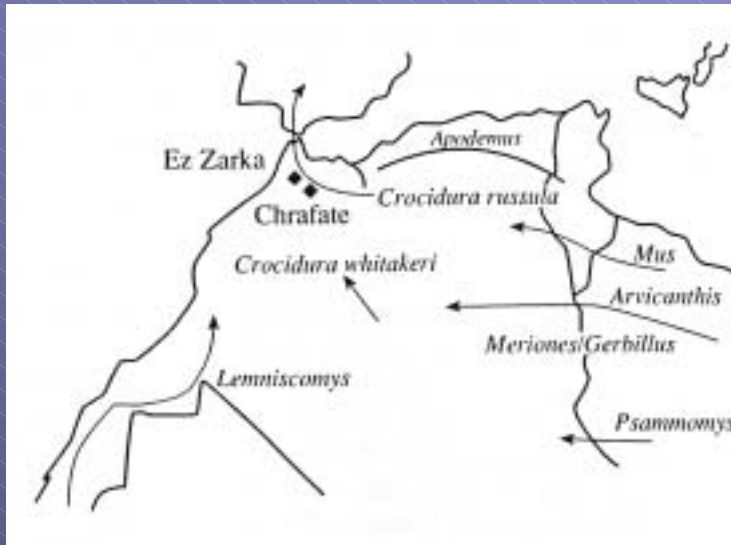 Apodemus
Ez Zarka
Crocidura russula
Chrafate
Mus
Crocidura whitakeri
Arvicanthis
Meriones/Gerbillus
Lemniscomys
Psammomys